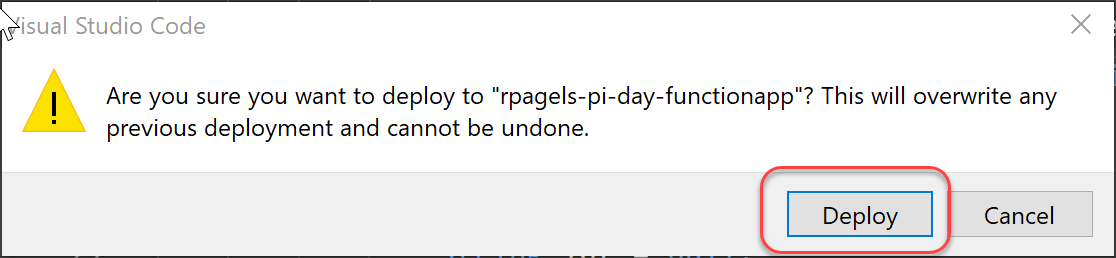 Visual Studio Code
Are you sure you want to deploy to "rpagels-pi-day-functionapp"? This will overwrite any
previous deployment and cannot be undone.
Deploy
Cancel